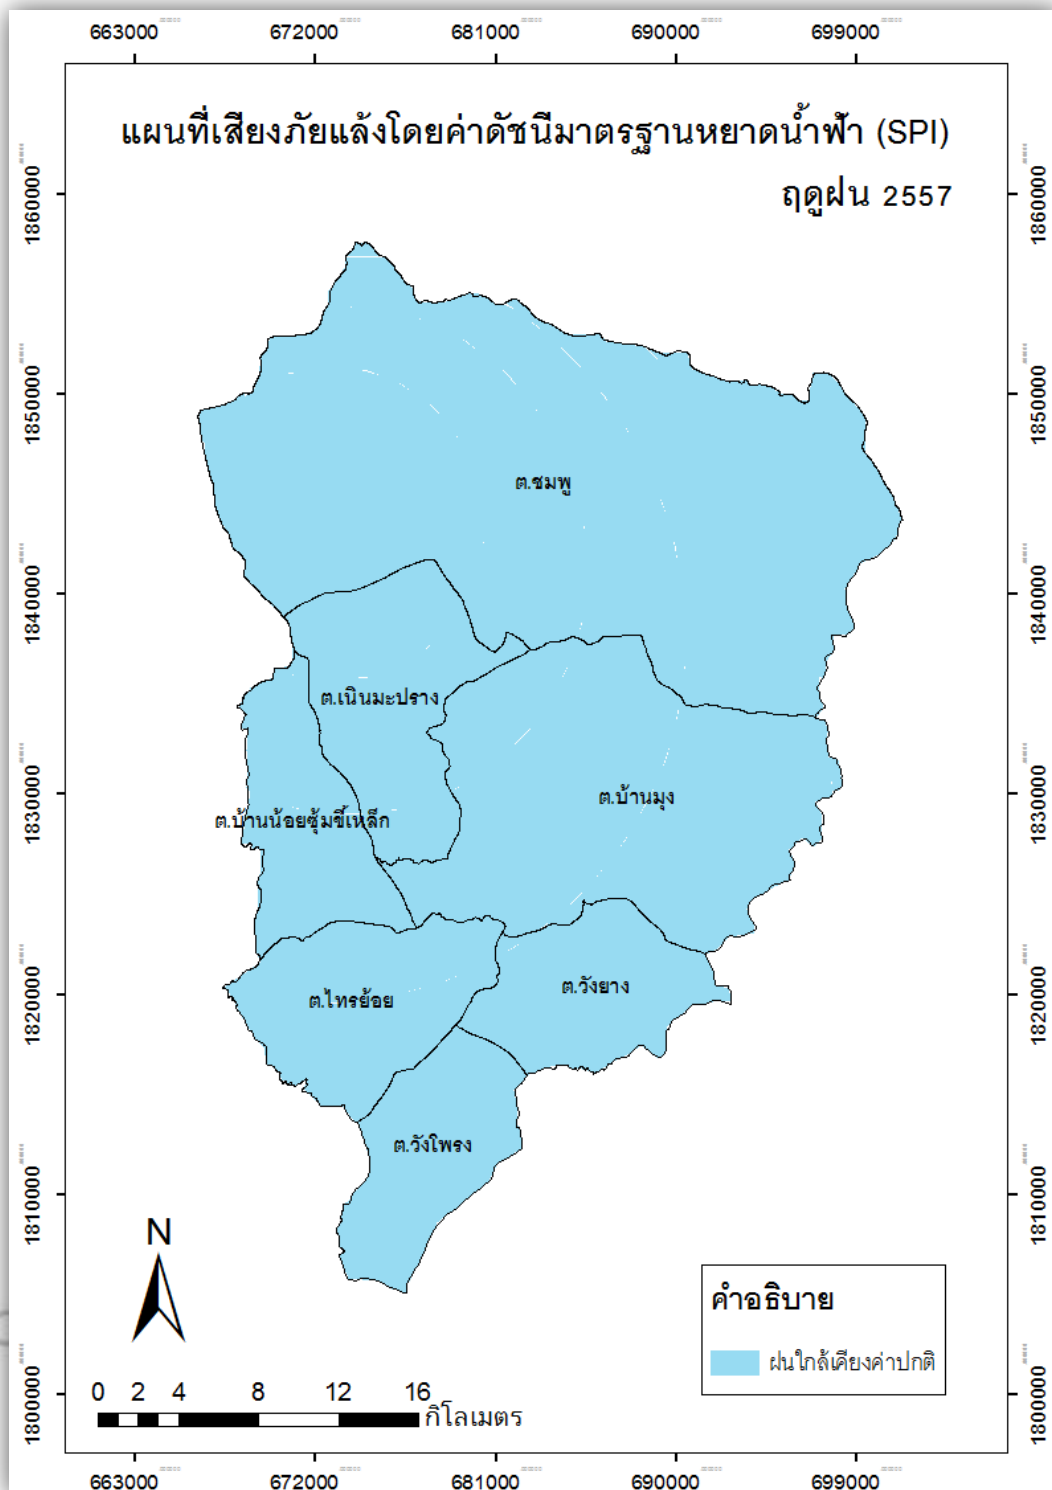 663000 672000 681000 690000 699000
แผนที่เสียงภัยแล้งโดยค่าดัชนีมาตรฐานหยาดน้ำฟ้า (SPI)
ฤดูฝน 2557
1860000 1860000
1850000 1850000
ต.ชมพู
1840000 1840000
ต.เนินมะปราง
ต.บ้านมุง
1830000 1830000
ต.บ้านน้อยซุ้มขี้เหล็ก
ต.วังยาง
ต.ไทรย้อย
1820000 1820000
ต.วังโพรง
1810000 1810000
N
คำอธิบาย
ฝนใกล้เคียงค่าปกติ
0 2 4 8 12 16
กิโลเมตร
1800000 1800000
663000 672000 681000 690000 699000